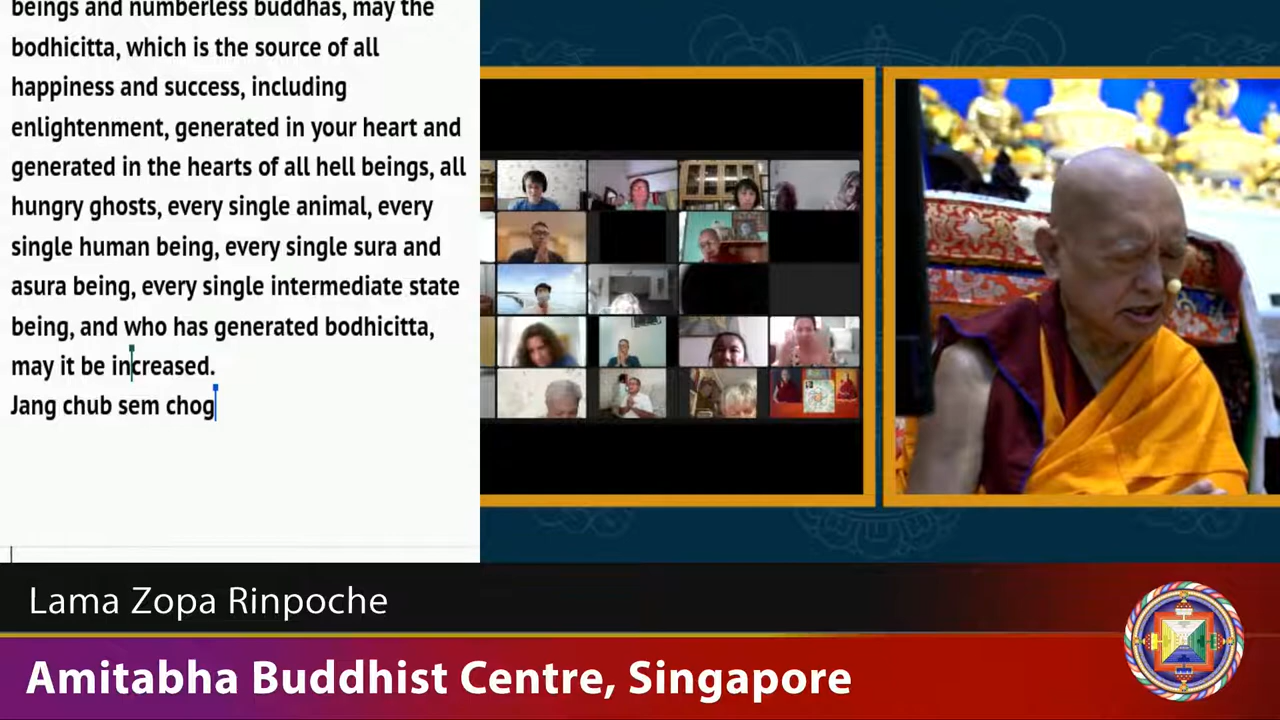 beings and numberless buddhas, may the
bodhicitta, which is the source of all
happiness and success, including
enlightenment, generated in your heart and
generated in the hearts of all hell beings, all
hungry ghosts, every single animal, every
single human being, every single sura and
asura being, every single intermediate state
being, and who has generated bodhicitta,
may it be increased.
Jang chub sem chog
Lama Zopa Rinpoche
Amitabha Buddhist Centre, Singapore